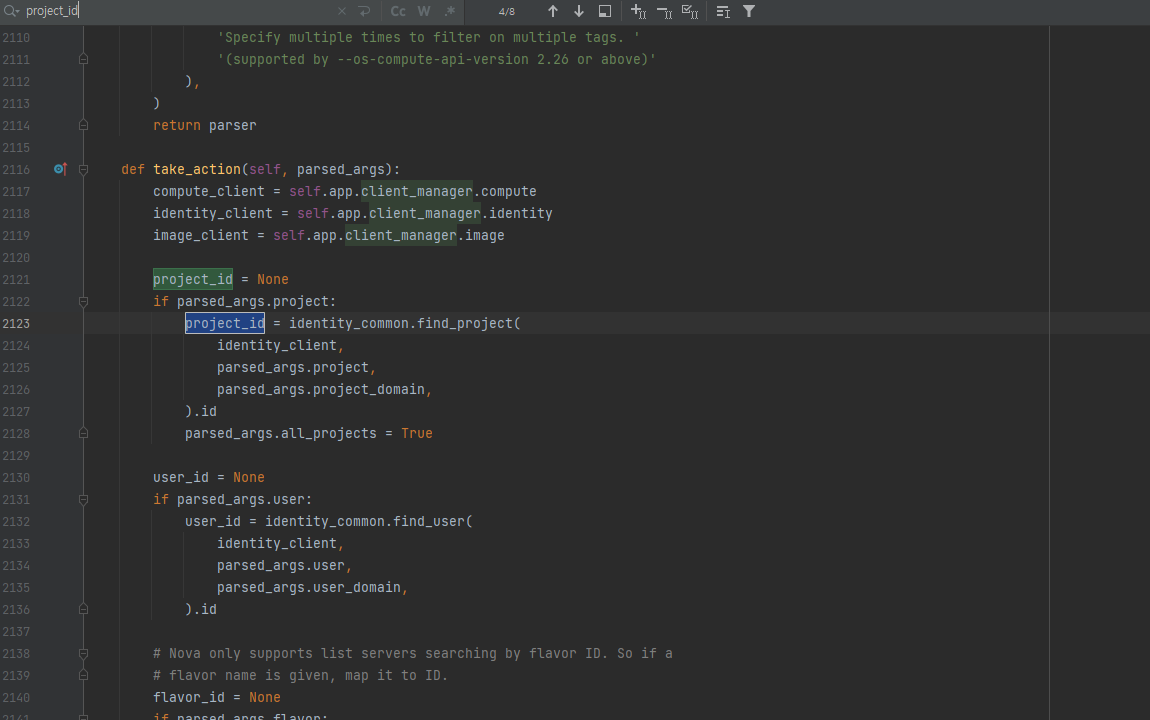 project_id × Cc W .* 4/8
2110 'Specify multiple times to filter on multiple tags. '
2111 '(supported by --os-compute-api-version 2.26 or above)'
2112 ),
2113 )
2114 return parser
2115
2116 def take_action(self, parsed_args):
2117 compute_client = self.app.client_manager.compute
2118 identity_client = self.app.client_manager.identity
2119 image_client = self.app.client_manager.image
2120
2121 project_id = None
2122 if parsed_args.project:
2123 project_id = identity_common.find_project(
2124 identity_client,
2125 parsed_args.project,
2126 parsed_args.project_domain,
2127 ).id
2128 parsed_args.all_projects = True
2129
2130 user_id = None
2131 if parsed_args.user:
2132 user_id = identity_common.find_user(
2133 identity_client,
2134 parsed_args.user,
2135 parsed_args.user_domain,
2136 ).id
2137
2138 # Nova only supports list servers searching by flavor ID. So if a
2139 # flavor name is given, map it to ID.
2140 flavor_id = None
2141 if parsed_args.flavor: